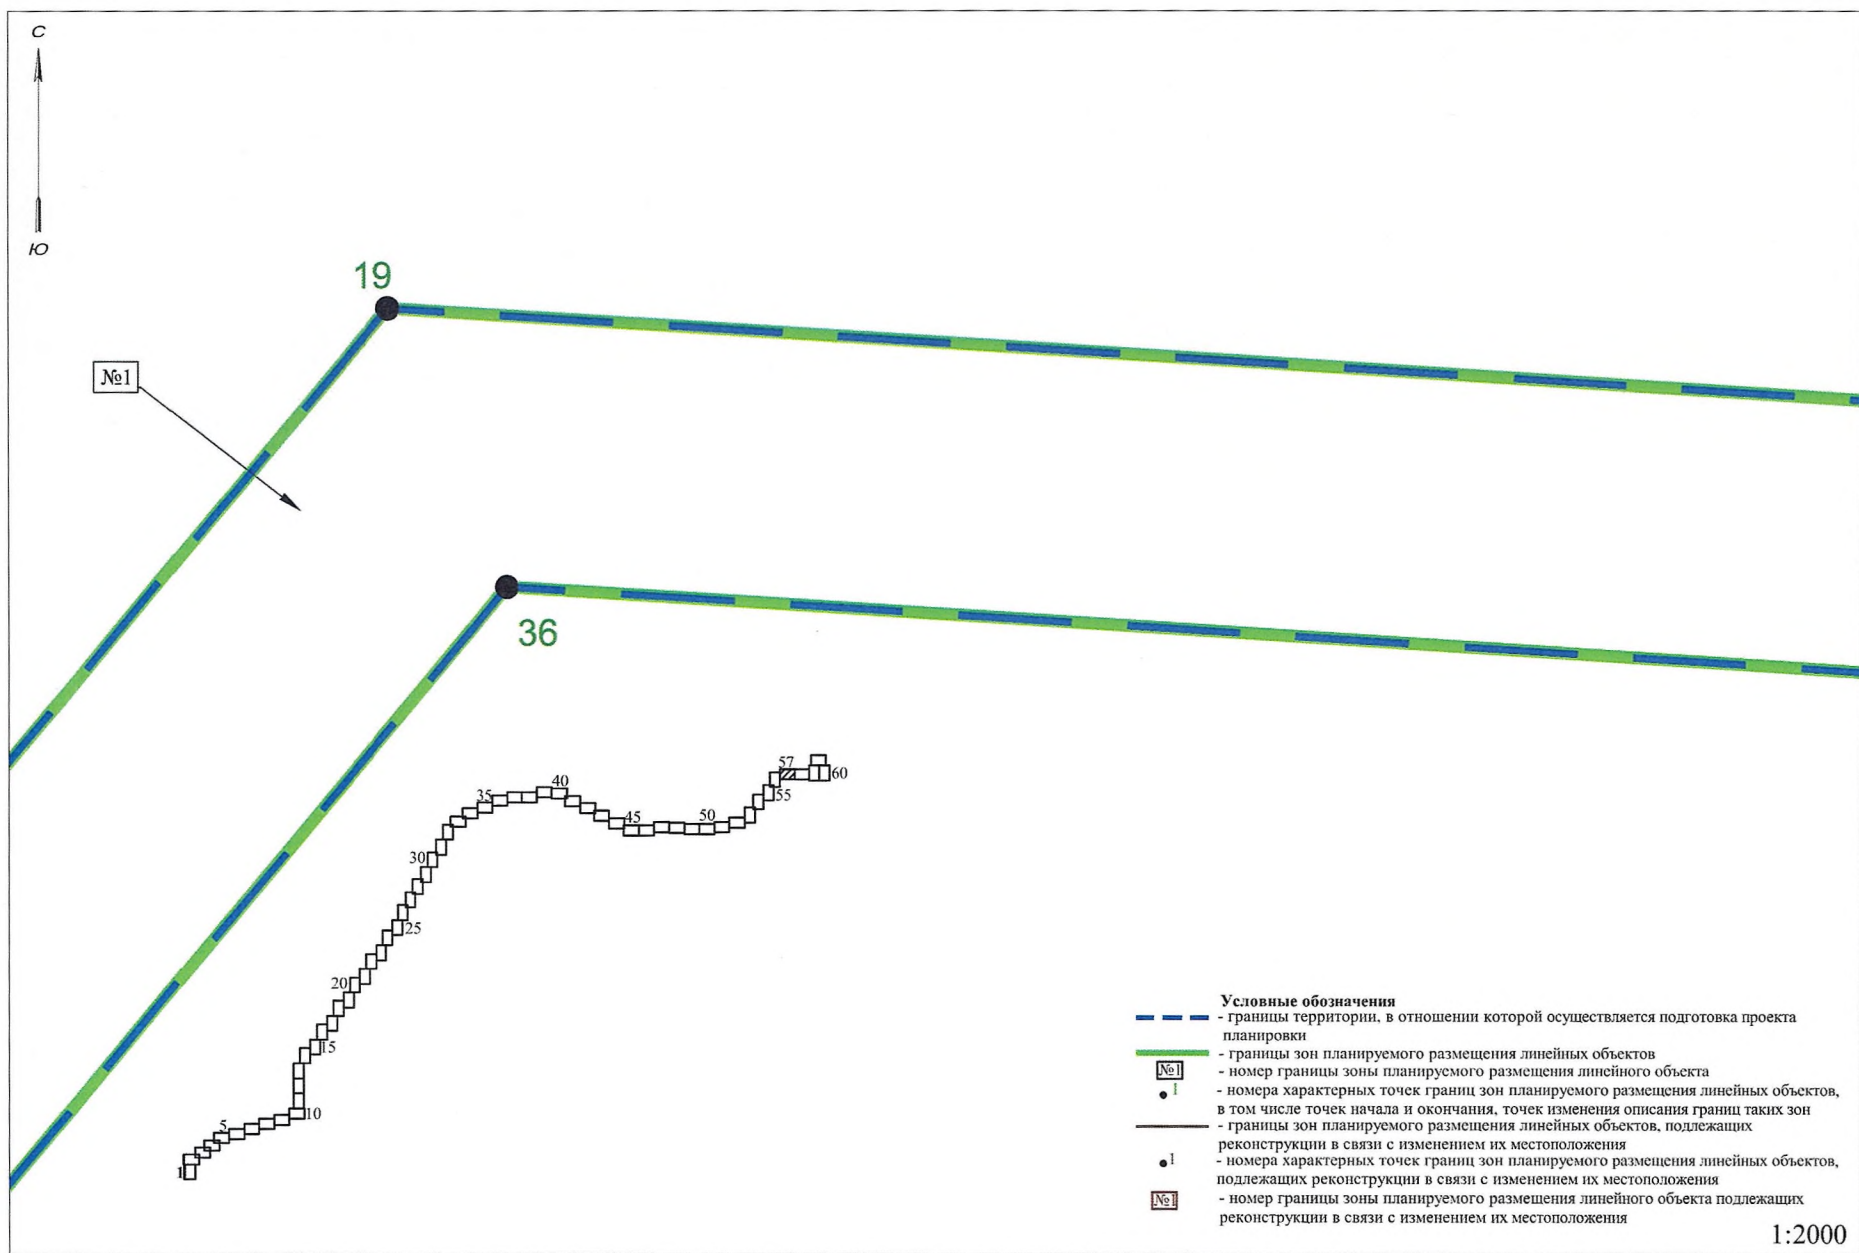 С
Ю
19
№1
36
57
60
55
40
35
45
50
30
25
20
15
10
5
1
Условные обозначения
- границы территории, в отношении которой осуществляется подготовка проекта
планировки
- границы зон планируемого размещения линейных объектов
№1 - номер границы зоны планируемого размещения линейного объекта
1 - номера характерных точек границ зон планируемого размещения линейных объектов,
в том числе точек начала и окончания, точек изменения описания границ таких зон
- границы зон планируемого размещения линейных объектов, подлежащих
реконструкции в связи с изменением их местоположения
1 - номера характерных точек границ зон планируемого размещения линейных объектов,
подлежащих реконструкции в связи с изменением их местоположения
№1 - номер границы зоны планируемого размещения линейного объекта подлежащих
реконструкции в связи с изменением их местоположения
1:2000